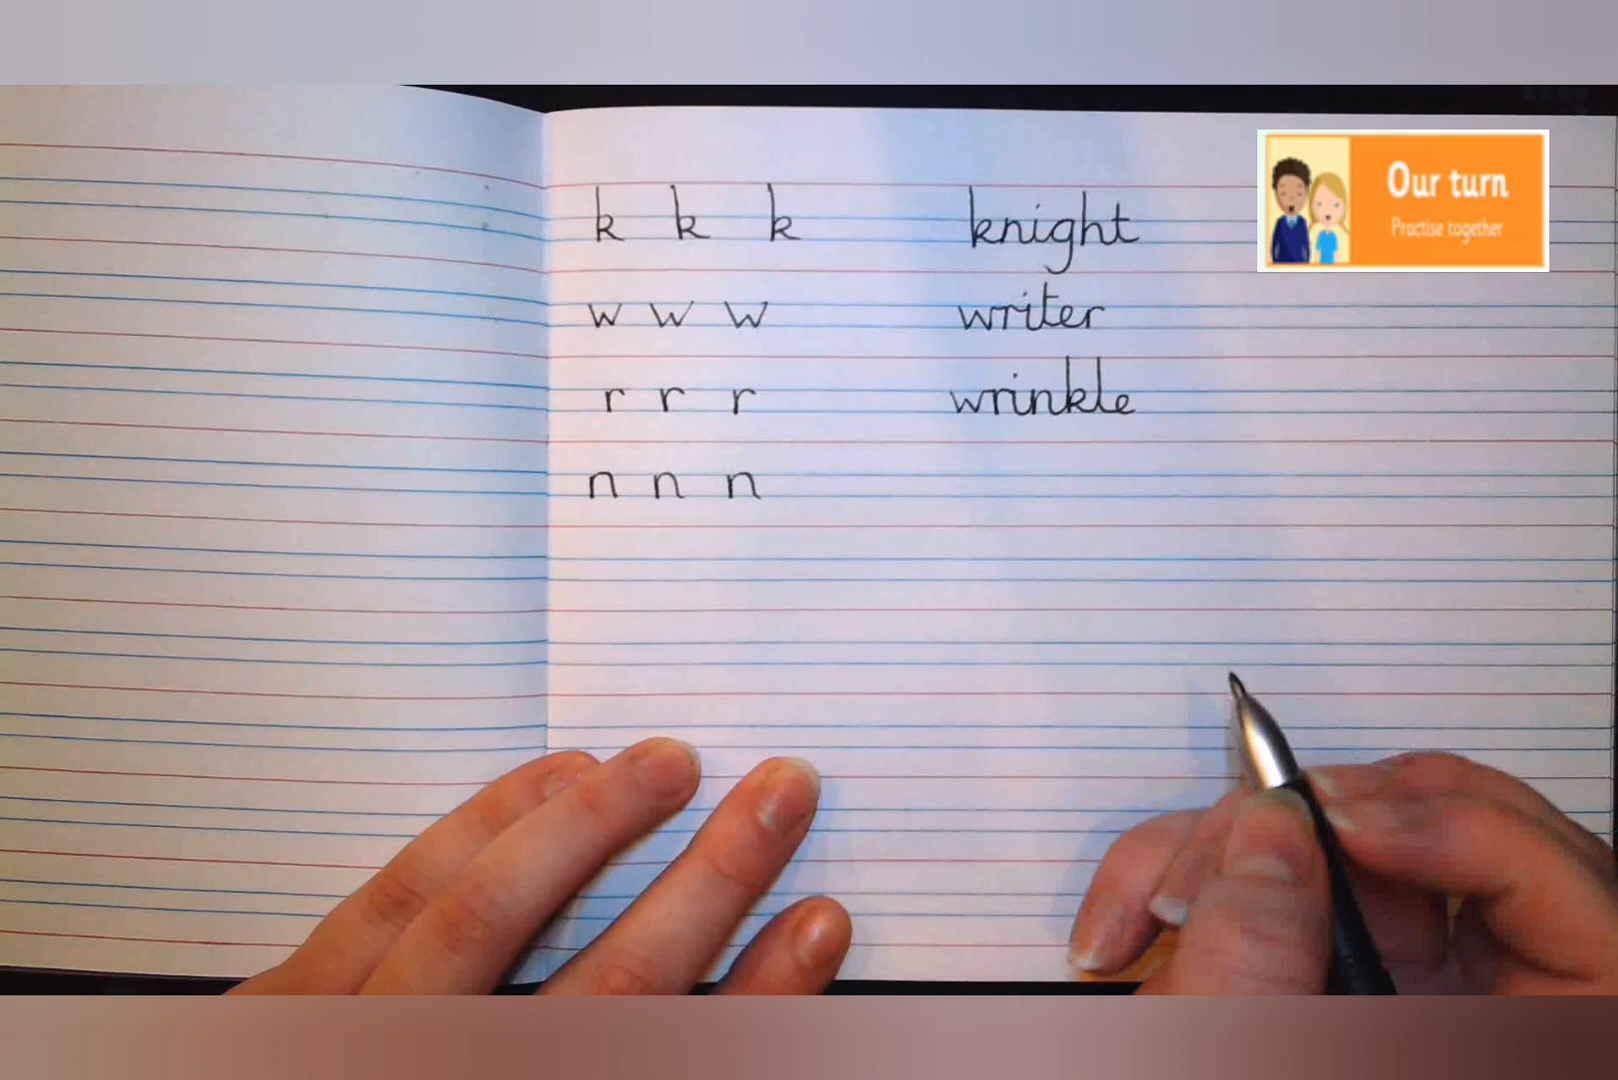 k k k knight
w w w writer
r r r wrinkle
n n n
Our turn
Practise together